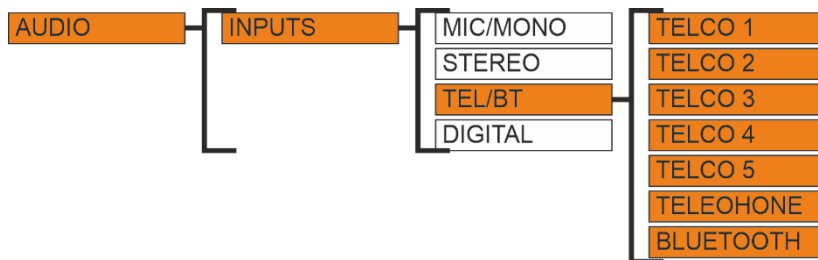 AUDIO
INPUTS
MIC/MONO
STEREO
TEL/BT
DIGITAL
TELCO 1
TELCO 2
TELCO 3
TELCO 4
TELCO 5
TELEOHONE
BLUETOOTH